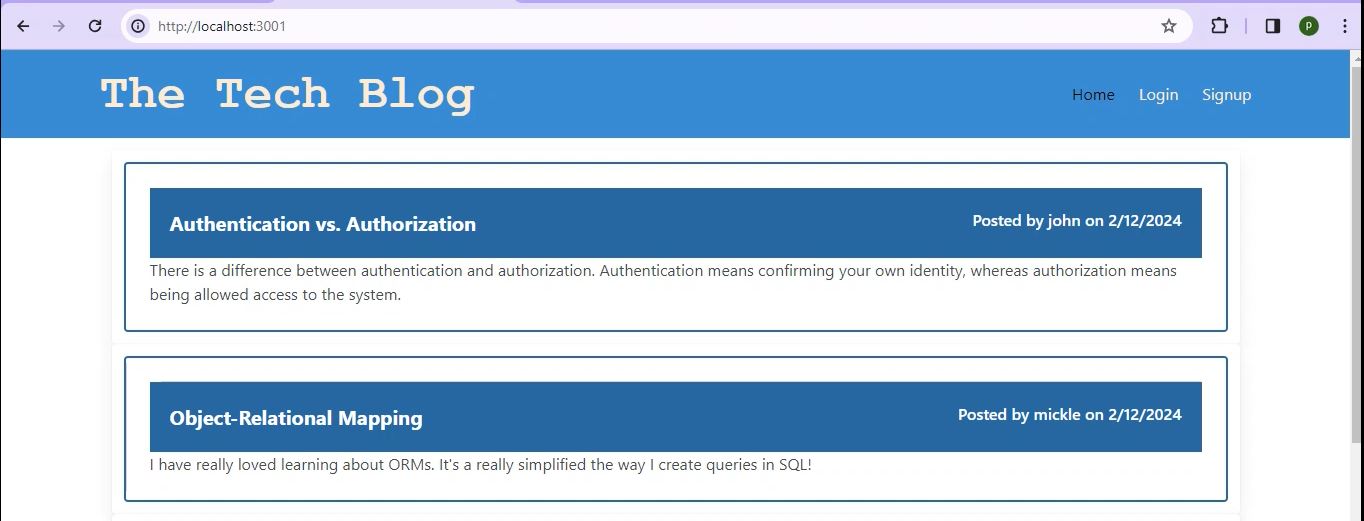 http://localhost:3001
P
The Tech Blog
Home Login Signup
Authentication vs. Authorization
Posted by john on 2/12/2024
There is a difference between authentication and authorization. Authentication means confirming your own identity, whereas authorization means
being allowed access to the system.
Object-Relational Mapping
Posted by mickle on 2/12/2024
I have really loved learning about ORMs. It's a really simplified the way I create queries in SQL!